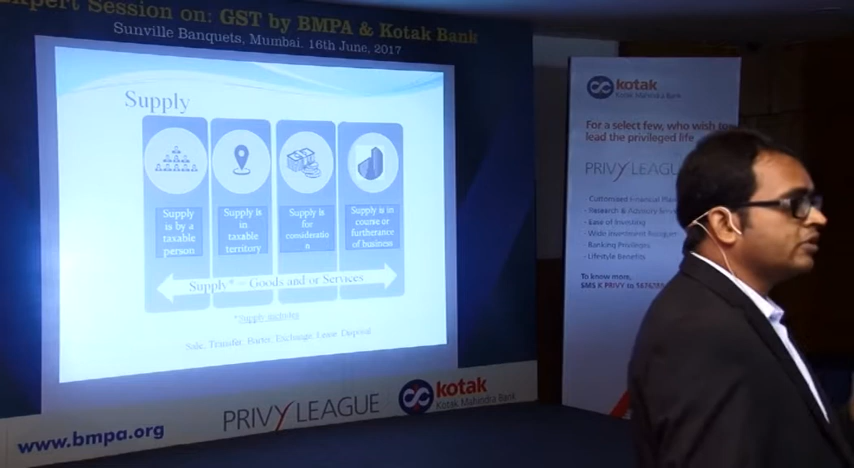 Expert Session on: GST by BMPA & Kotak Bank
Sunville Banquets, Mumbai. 16th June, 2017
Supply
Supply
is by a
taxable
person
Supply is
in
taxable
territory
Supply is
for
consideratio
n
Supply is in
course or
furtherance
of business
Supply* = Goods and/or Services
*Supply includes
Sale, Transfer, Barter, Exchange, Lease, Disposal
www.bmpa.org
PRIVY LEAGUE
kotak
Kotak Mahindra Bank
kotak
Kotak Mahindra Bank
For a select few, who wish to
lead the privileged life
PRIVY LEAGUE
Customised Financial
- Research & Advisory
- Ease of Investing
- Wide Investment
- Banking Privileges
- Lifestyle Benefits
To know more,
SMS K PRIVY to